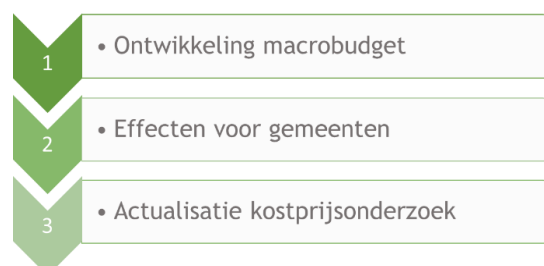 1 • Ontwikkeling macrobudget
2 • Effecten voor gemeenten
3 • Actualisatie kostprijsonderzoek